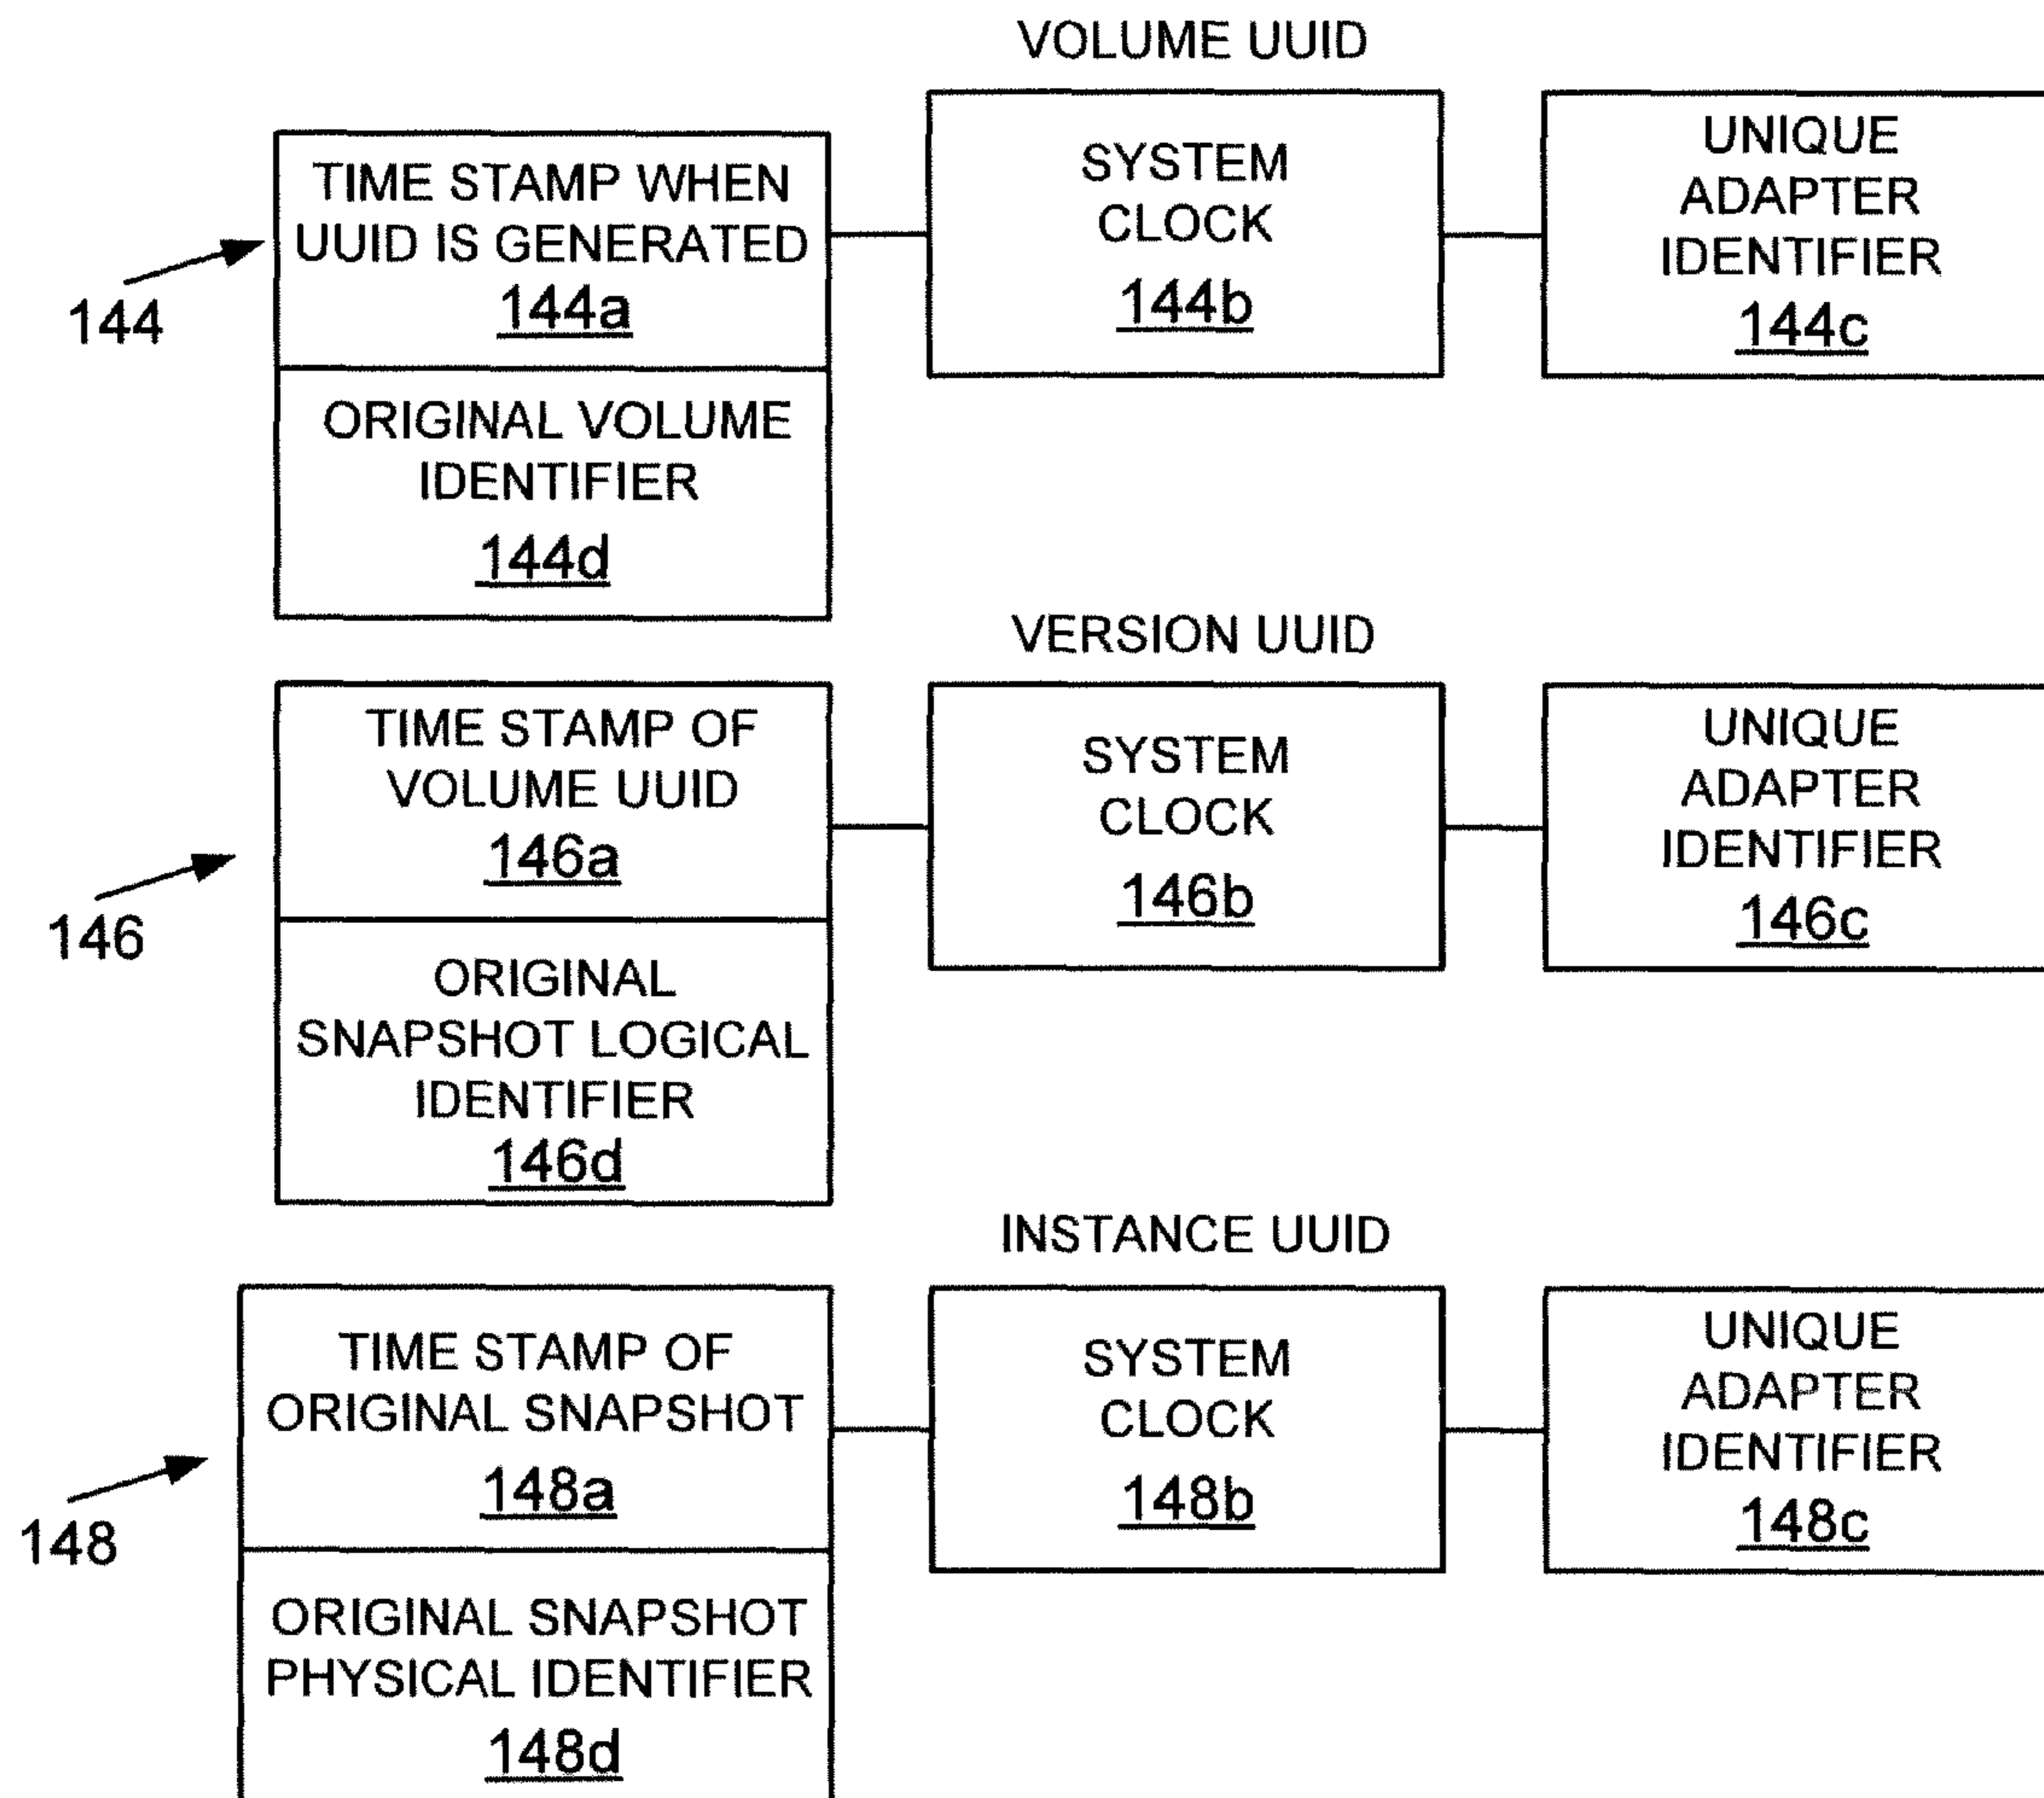 VOLUME UUID
TIME STAMP WHEN
UUID IS GENERATED
144a
SYSTEM
CLOCK
144b
UNIQUE
ADAPTER
IDENTIFIER
144c
144
ORIGINAL VOLUME
IDENTIFIER
144d
VERSION UUID
TIME STAMP OF
VOLUME UUID
146a
SYSTEM
CLOCK
146b
UNIQUE
ADAPTER
IDENTIFIER
146c
146
ORIGINAL
SNAPSHOT LOGICAL
IDENTIFIER
146d
INSTANCE UUID
TIME STAMP OF
ORIGINAL SNAPSHOT
148a
SYSTEM
CLOCK
148b
UNIQUE
ADAPTER
IDENTIFIER
148c
148
ORIGINAL SNAPSHOT
PHYSICAL IDENTIFIER
148d